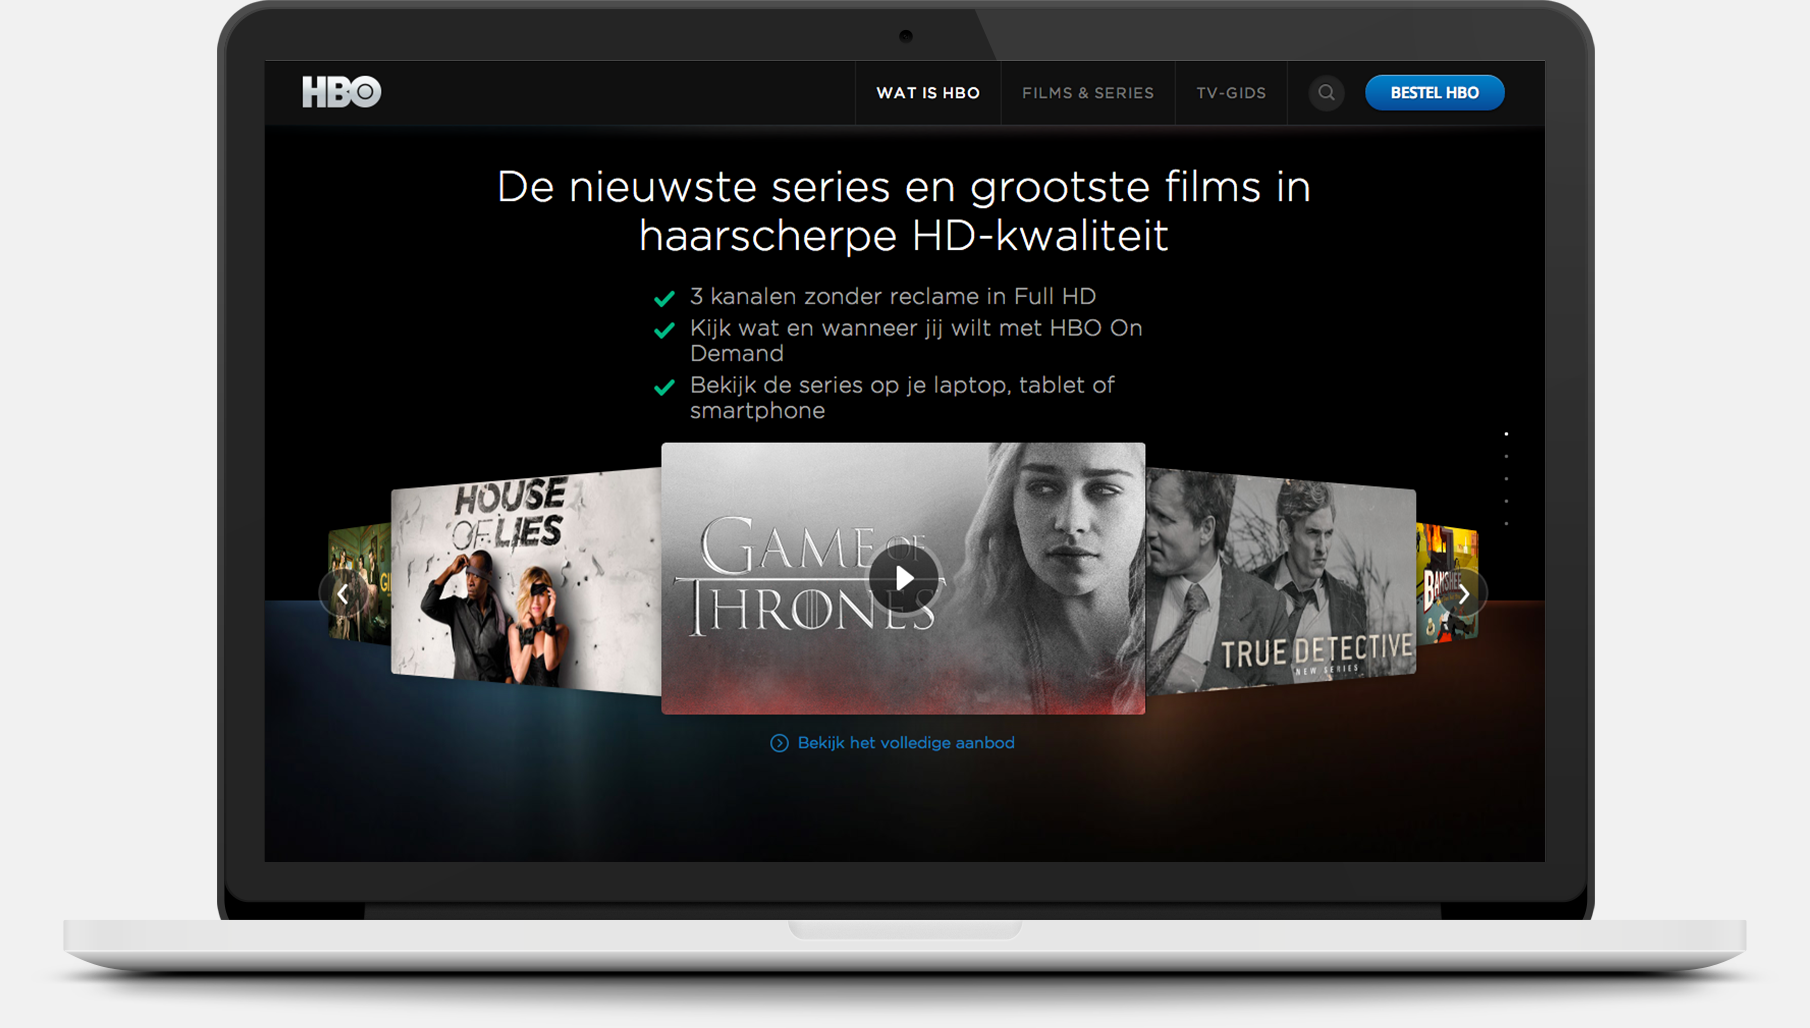 HBO
WAT IS HBO
FILMS & SERIES
TV-GIDS
BESTEL HBO
De nieuwste series en grootste films in
haarscherpe HD-kwaliteit
3 kanalen zonder reclame in Full HD
Kijk wat en wanneer jij wilt met HBO On
Demand
Bekijk de series op je laptop, tablet of
smartphone
HOUSE
OF LIES
GAME OF
THRONES
TRUE DETECTIVE
NEW SERIES
BANSHEE
Bekijk het volledige aanbod